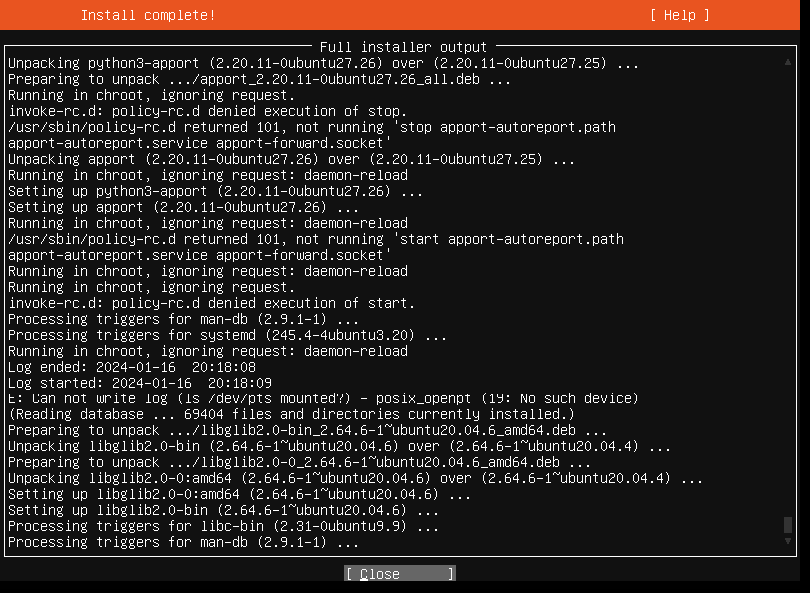 Install complete!
[ Help ]
Full installer output
Unpacking python3-apport (2.20.11-0ubuntu27.26) over (2.20.11-0ubuntu27.25) ...
Preparing to unpack .../apport_2.20.11-0ubuntu27.26_all.deb ...
Running in chroot, ignoring request.
invoke-rc.d: policy-rc.d denied execution of stop.
/usr/sbin/policy-rc.d returned 101, not running 'stop apport-autoreport.path
apport-autoreport.service apport-forward.socket'
Unpacking apport (2.20.11-0ubuntu27.26) over (2.20.11-0ubuntu27.25) ...
Running in chroot, ignoring request: daemon-reload
Setting up python3-apport (2.20.11-0ubuntu27.26) ...
Setting up apport (2.20.11-0ubuntu27.26) ...
Running in chroot, ignoring request: daemon-reload
/usr/sbin/policy-rc.d returned 101, not running 'start apport-autoreport.path
apport-autoreport.service apport-forward.socket'
Running in chroot, ignoring request: daemon-reload
Running in chroot, ignoring request.
invoke-rc.d: policy-rc.d denied execution of start.
Processing triggers for man-db (2.9.1-1) ...
Processing triggers for systemd (245.4-4ubuntu3.20) ...
Running in chroot, ignoring request: daemon-reload
Log ended: 2024-01-16  20:18:08
Log started: 2024-01-16  20:18:09
E: Can not write log (Is /dev/pts mounted?) - posix_openpt (19: No such device)
(Reading database ... 69404 files and directories currently installed.)
Preparing to unpack .../libglib2.0-bin_2.64.6-1~ubuntu20.04.6_amd64.deb ...
Unpacking libglib2.0-bin (2.64.6-1~ubuntu20.04.6) over (2.64.6-1~ubuntu20.04.4) ...
Preparing to unpack .../libglib2.0-0_2.64.6-1~ubuntu20.04.6_amd64.deb ...
Unpacking libglib2.0-0:amd64 (2.64.6-1~ubuntu20.04.6) over (2.64.6-1~ubuntu20.04.4) ...
Setting up libglib2.0-0:amd64 (2.64.6-1~ubuntu20.04.6) ...
Setting up libglib2.0-bin (2.64.6-1~ubuntu20.04.6) ...
Processing triggers for libc-bin (2.31-0ubuntu9.9) ...
Processing triggers for man-db (2.9.1-1) ...
[ Close ]